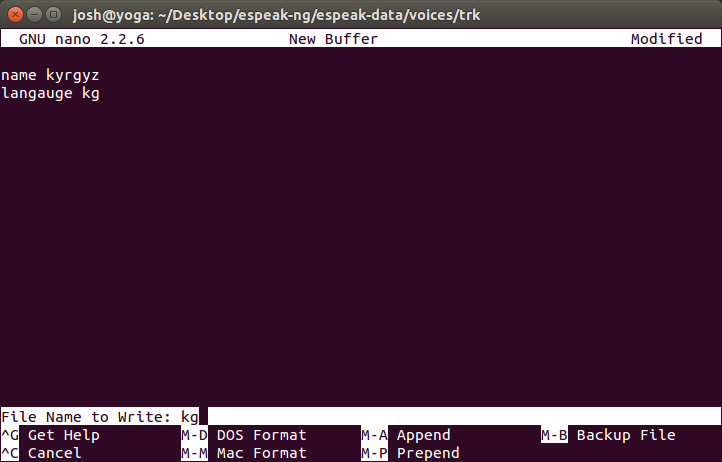 josh@yoga: ~/Desktop/espeak-ng/espeak-data/voices/trk
GNU nano 2.2.6 New Buffer Modified
name kyrgyz
langauge kg
File Name to Write: kg
^G Get Help M-D DOS Format M-A Append M-B Backup File
^C Cancel M-M Mac Format M-P Prepend